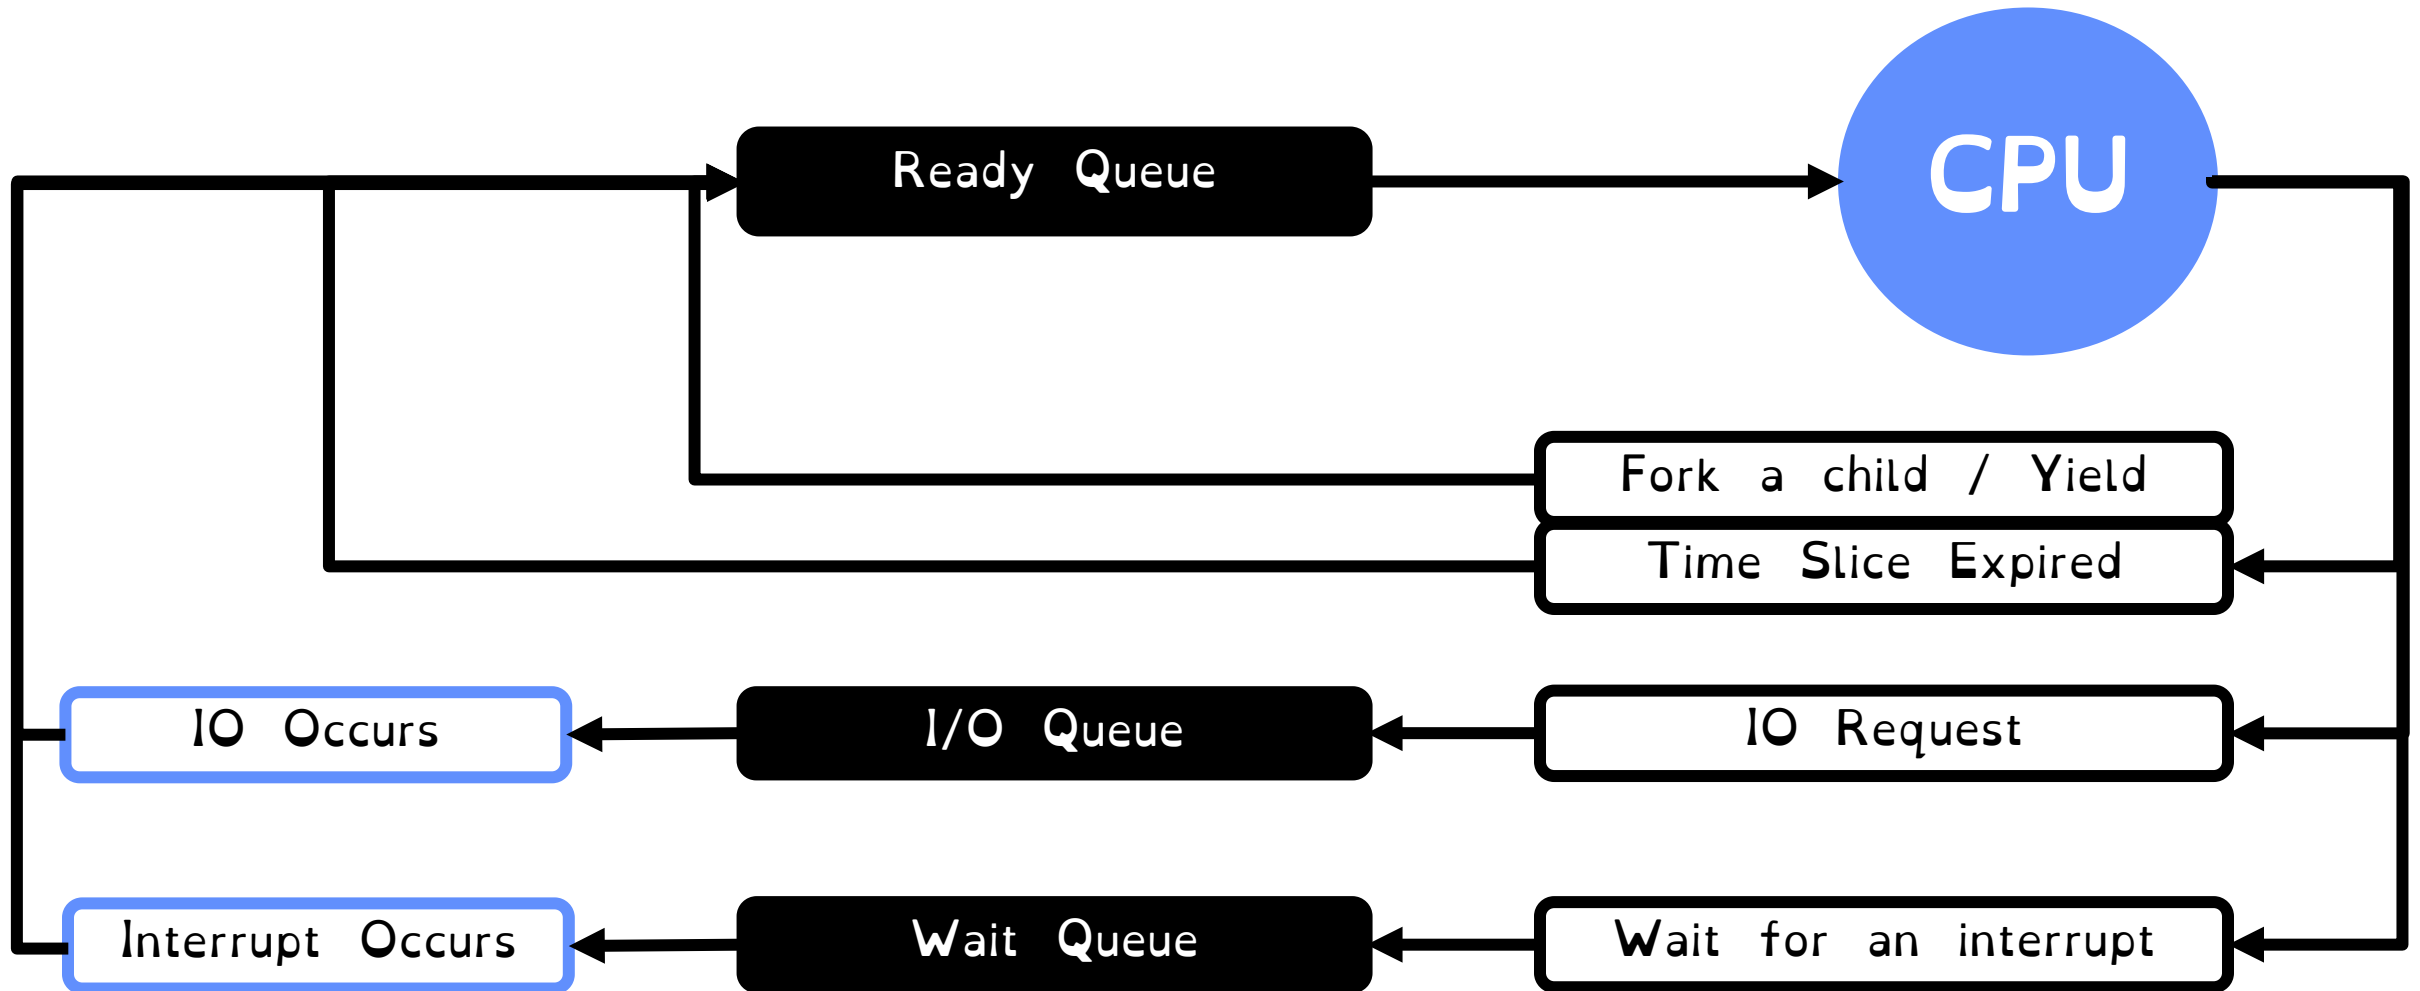 Ready Queue
CPU
Fork a child / Yield
Time Slice Expired
IO Occurs
I/O Queue
IO Request
Interrupt Occurs
Wait Queue
Wait for an interrupt